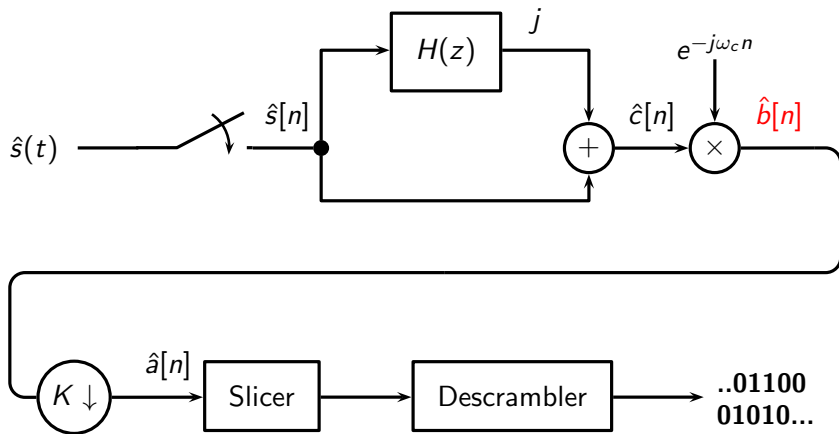 H(z)
j
e^{-jω_c n}
ŝ(t)
ŝ[n]
+
ĉ[n]
×
b̂[n]
K ↓
â[n]
Slicer
Descrambler
..01100
01010...